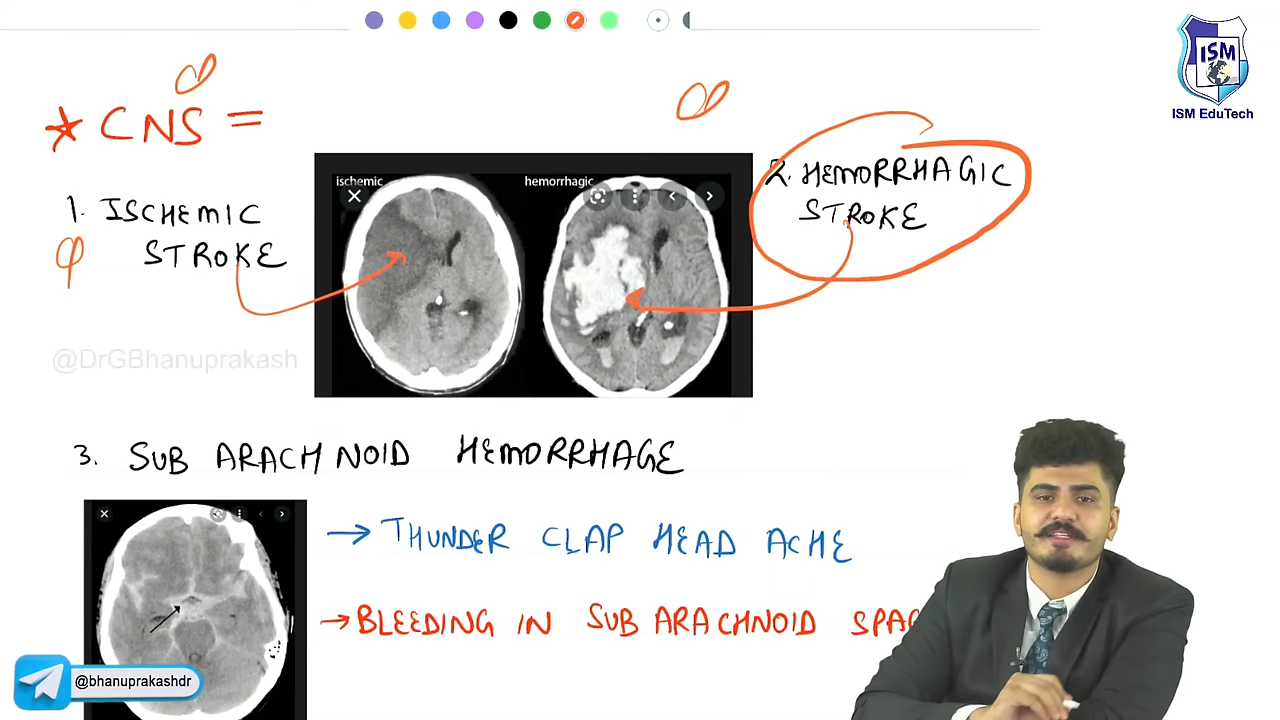 ISM
ISM EduTech
* CNS =
1. ISCHEMIC
STROKE
ischemic
hemorrhagic
2. HEMORRHAGIC
STROKE
@DrGBhanuprakash
3. SUB ARACHNOID HEMORRHAGE
→ THUNDER CLAP HEAD ACHE
→ BLEEDING IN SUB ARACHNOID SPAC
@bhanuprakashdr